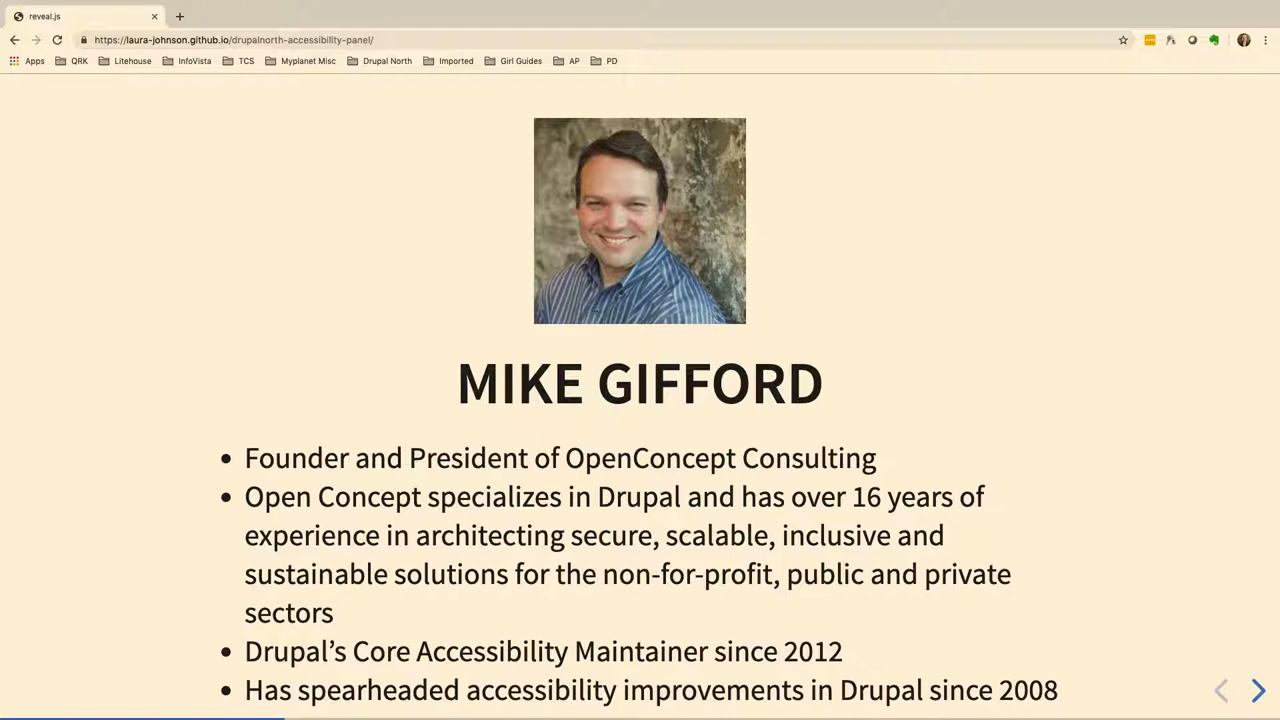 reveal.js
https://laura-johnson.github.io/drupalnorth-accessibility-panel/
Apps QRK Litehouse InfoVista TCS Myplanet Misc Drupal North Imported Girl Guides AP PD
MIKE GIFFORD
• Founder and President of OpenConcept Consulting
• Open Concept specializes in Drupal and has over 16 years of
experience in architecting secure, scalable, inclusive and
sustainable solutions for the non-for-profit, public and private
sectors
• Drupal’s Core Accessibility Maintainer since 2012
• Has spearheaded accessibility improvements in Drupal since 2008